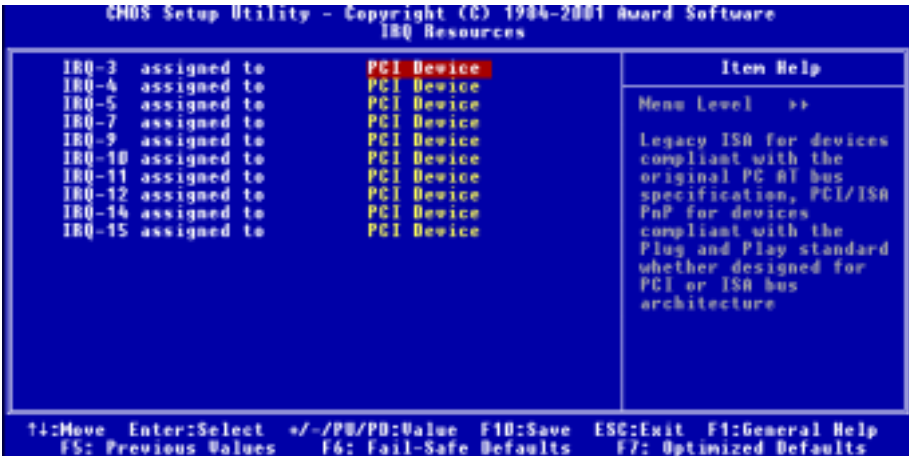 CMOS Setup Utility - Copyright (C) 1984-2001 Award Software
IRQ Resources
IRQ-3 assigned to PCI Device
IRQ-4 assigned to PCI Device
IRQ-5 assigned to PCI Device
IRQ-7 assigned to PCI Device
IRQ-9 assigned to PCI Device
IRQ-10 assigned to PCI Device
IRQ-11 assigned to PCI Device
IRQ-12 assigned to PCI Device
IRQ-14 assigned to PCI Device
IRQ-15 assigned to PCI Device
Item Help
Menu Level ▸▸
Legacy ISA for devices
compliant with the
original PC AT bus
specification, PCI/ISA
PnP for devices
compliant with the
Plug and Play standard
whether designed for
PCI or ISA bus
architecture
↑↓:Move Enter:Select +/-/PU/PD:Value F10:Save ESC:Exit F1:General Help
F5: Previous Values F6: Fail-Safe Defaults F7: Optimized Defaults